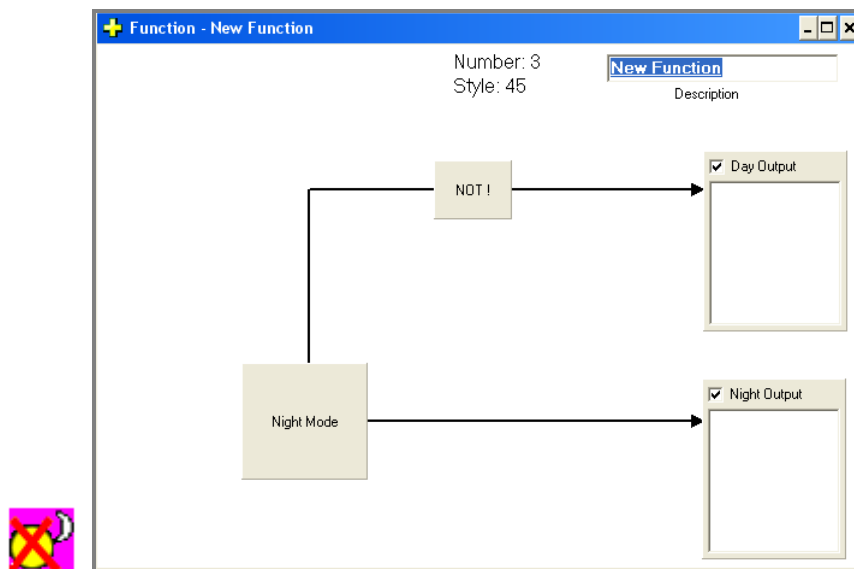 Function - New Function
Number: 3
Style: 45
New Function
Description
NOT !
Day Output
Night Mode
Night Output